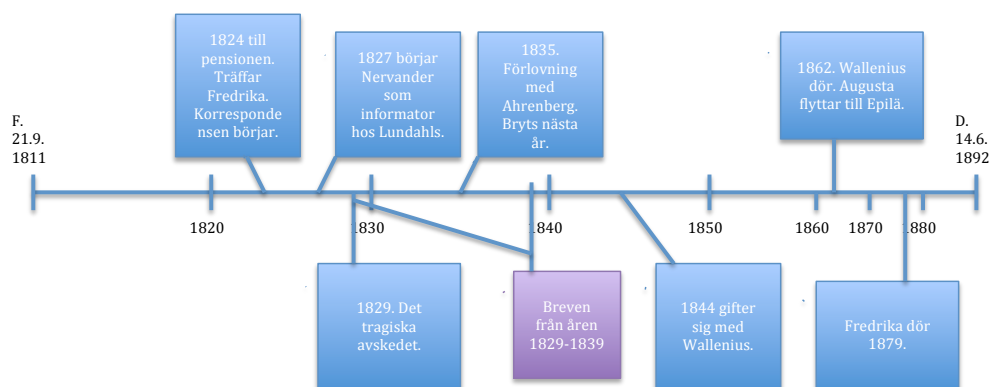 1824 till
pensionen.
Träffar
Fredrika.
Korresponde
nsen börjar.
1827 börjar
Nervander
som
informator
hos Lundahls.
1835.
Förlovning
med
Ahrenberg.
Bryts nästa
år.
1862. Wallenius
dör. Augusta
flyttar till Epilä.
F.
21.9.
1811
D.
14.6.
1892
1820
1830
1840
1850
1860
1870
1880
1829. Det
tragiska
avskedet.
Breven
från åren
1829-1839
1844 gifter
sig med
Wallenius.
Fredrika dör
1879.